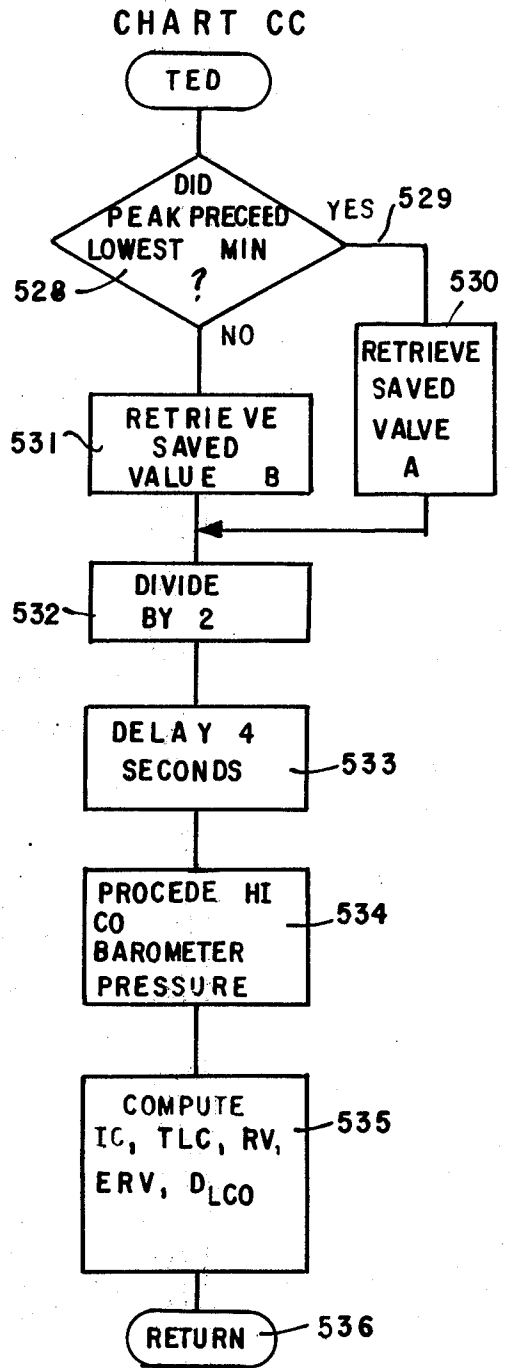 CHART CC
TED
DID
PEAK PRECEED
LOWEST MIN
?
528
YES
529
NO
530
RETRIEVE
SAVED
VALVE
A
531
RETRIEVE
SAVED
VALUE B
532
DIVIDE
BY 2
DELAY 4
SECONDS
533
PROCEDE HI
CO
BAROMETER
PRESSURE
534
COMPUTE
IC, TLC, RV,
ERV, DLCO
535
RETURN
536